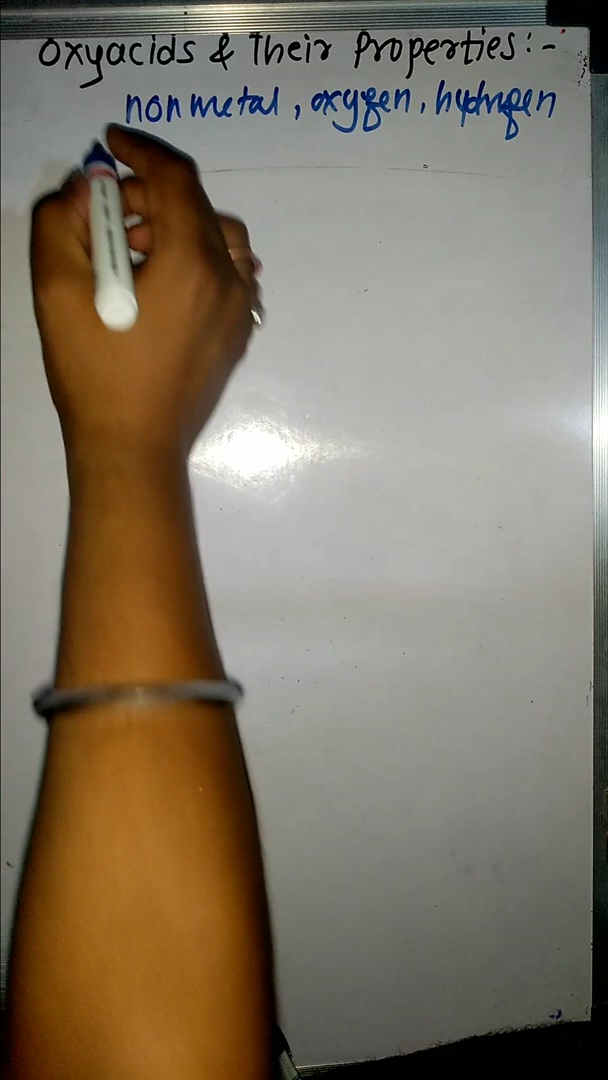 Oxyacids & Their Properties:-
nonmetal, oxygen, hydrogen